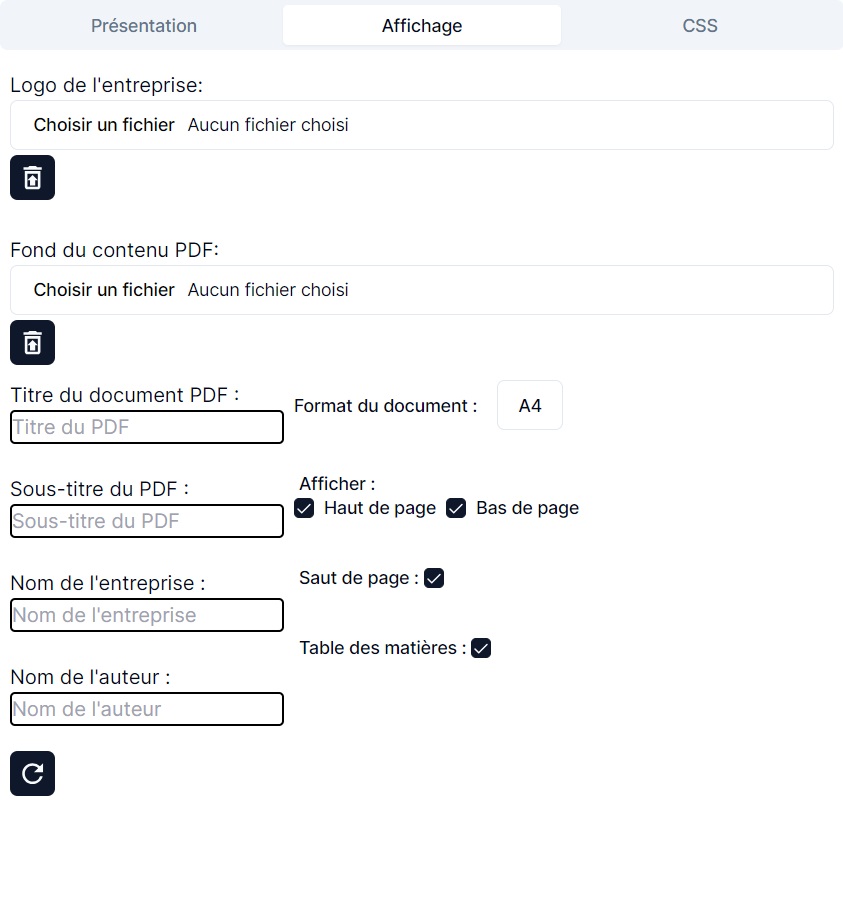 Présentation Affichage CSS
Logo de l'entreprise:
Choisir un fichier Aucun fichier choisi
Fond du contenu PDF:
Choisir un fichier Aucun fichier choisi
Titre du document PDF :
Titre du PDF
Format du document : A4
Sous-titre du PDF :
Sous-titre du PDF
Afficher :
Haut de page Bas de page
Nom de l'entreprise :
Nom de l'entreprise
Saut de page :
Table des matières :
Nom de l'auteur :
Nom de l'auteur